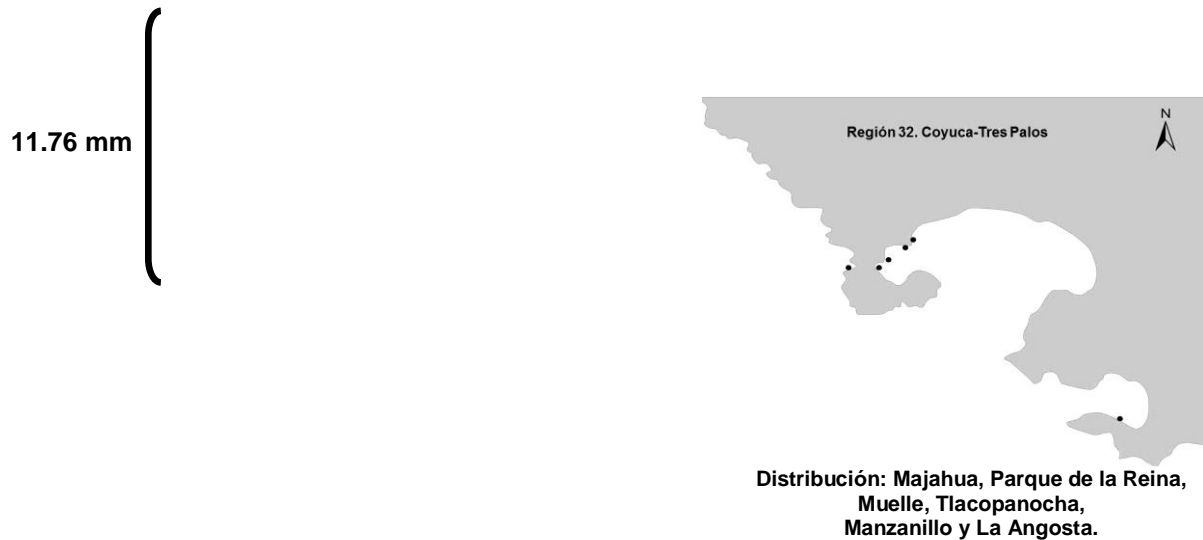 11.76 mm
Región 32. Coyuca-Tres Palos
N
Distribución: Majahua, Parque de la Reina,
Muelle, Tlacopanocha,
Manzanillo y La Angosta.